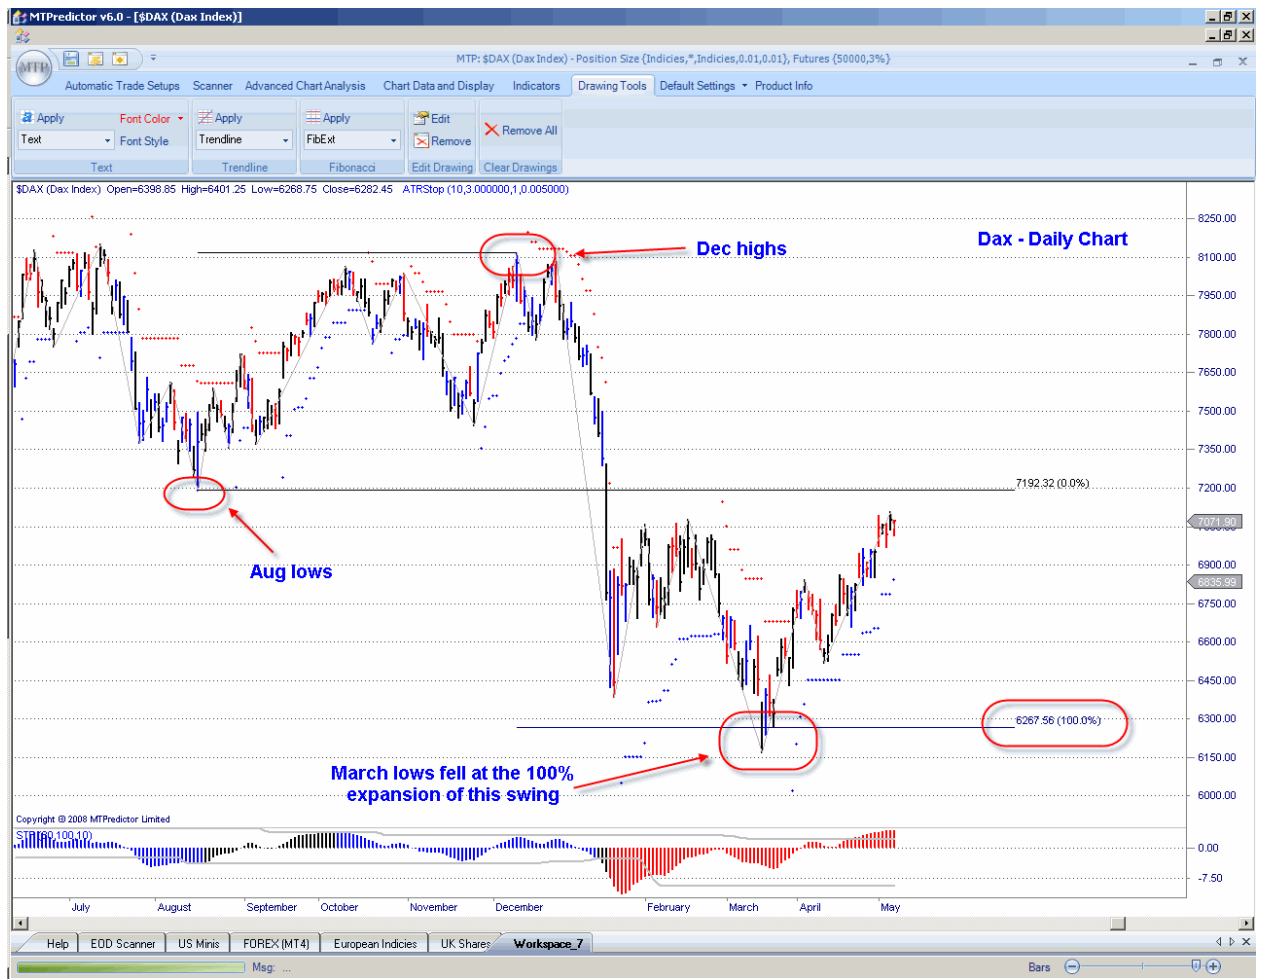 MTPredictor v6.0 - [$DAX (Dax Index)]
MTP
MTP: $DAX (Dax Index) - Position Size {Indicies,*,Indicies,0.01,0.01}, Futures {50000,3%}
Automatic Trade Setups Scanner Advanced Chart Analysis Chart Data and Display Indicators Drawing Tools Default Settings Product Info
Apply Font Color Apply Apply Edit Remove All
Text Font Style Trendline FibExt Remove
Text Trendline Fibonacci Edit Drawing Clear Drawings
$DAX (Dax Index) Open=6398.85 High=6401.25 Low=6268.75 Close=6282.45 ATRStop (10,3.000000,1,0.005000)
8250.00
Dax - Daily Chart
Dec highs
8100.00
7950.00
7800.00
7650.00
7500.00
7350.00
7192.32 (0.0%)
7200.00
7071.90
Aug lows
6900.00
6835.99
6750.00
6600.00
6450.00
6267.56 (100.0%)
6300.00
6150.00
March lows fell at the 100%
expansion of this swing
6000.00
Copyright © 2008 MTPredictor Limited
STR(60,100,10)
0.00
-7.50
July August September October November December February March April May
Help EOD Scanner US Minis FOREX (MT4) European Indicies UK Shares Workspace_7
Msg: ... Bars